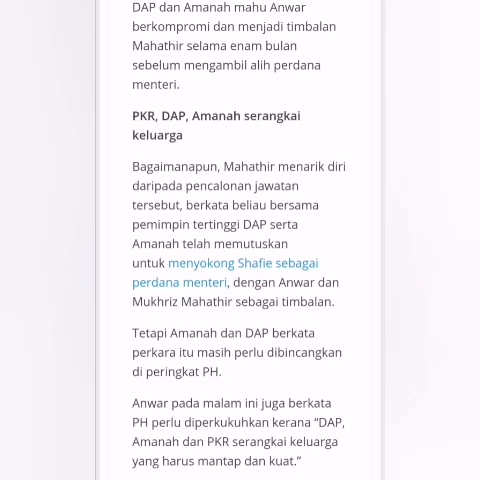 DAP dan Amanah mahu Anwar
berkompromi dan menjadi timbalan
Mahathir selama enam bulan
sebelum mengambil alih perdana
menteri.
PKR, DAP, Amanah serangkai
keluarga
Bagaimanapun, Mahathir menarik diri
daripada pencalonan jawatan
tersebut, berkata beliau bersama
pemimpin tertinggi DAP serta
Amanah telah memutuskan
untuk menyokong Shafie sebagai
perdana menteri, dengan Anwar dan
Mukhriz Mahathir sebagai timbalan.
Tetapi Amanah dan DAP berkata
perkara itu masih perlu dibincangkan
di peringkat PH.
Anwar pada malam ini juga berkata
PH perlu diperkukuhkan kerana “DAP,
Amanah dan PKR serangkai keluarga
yang harus mantap dan kuat.”